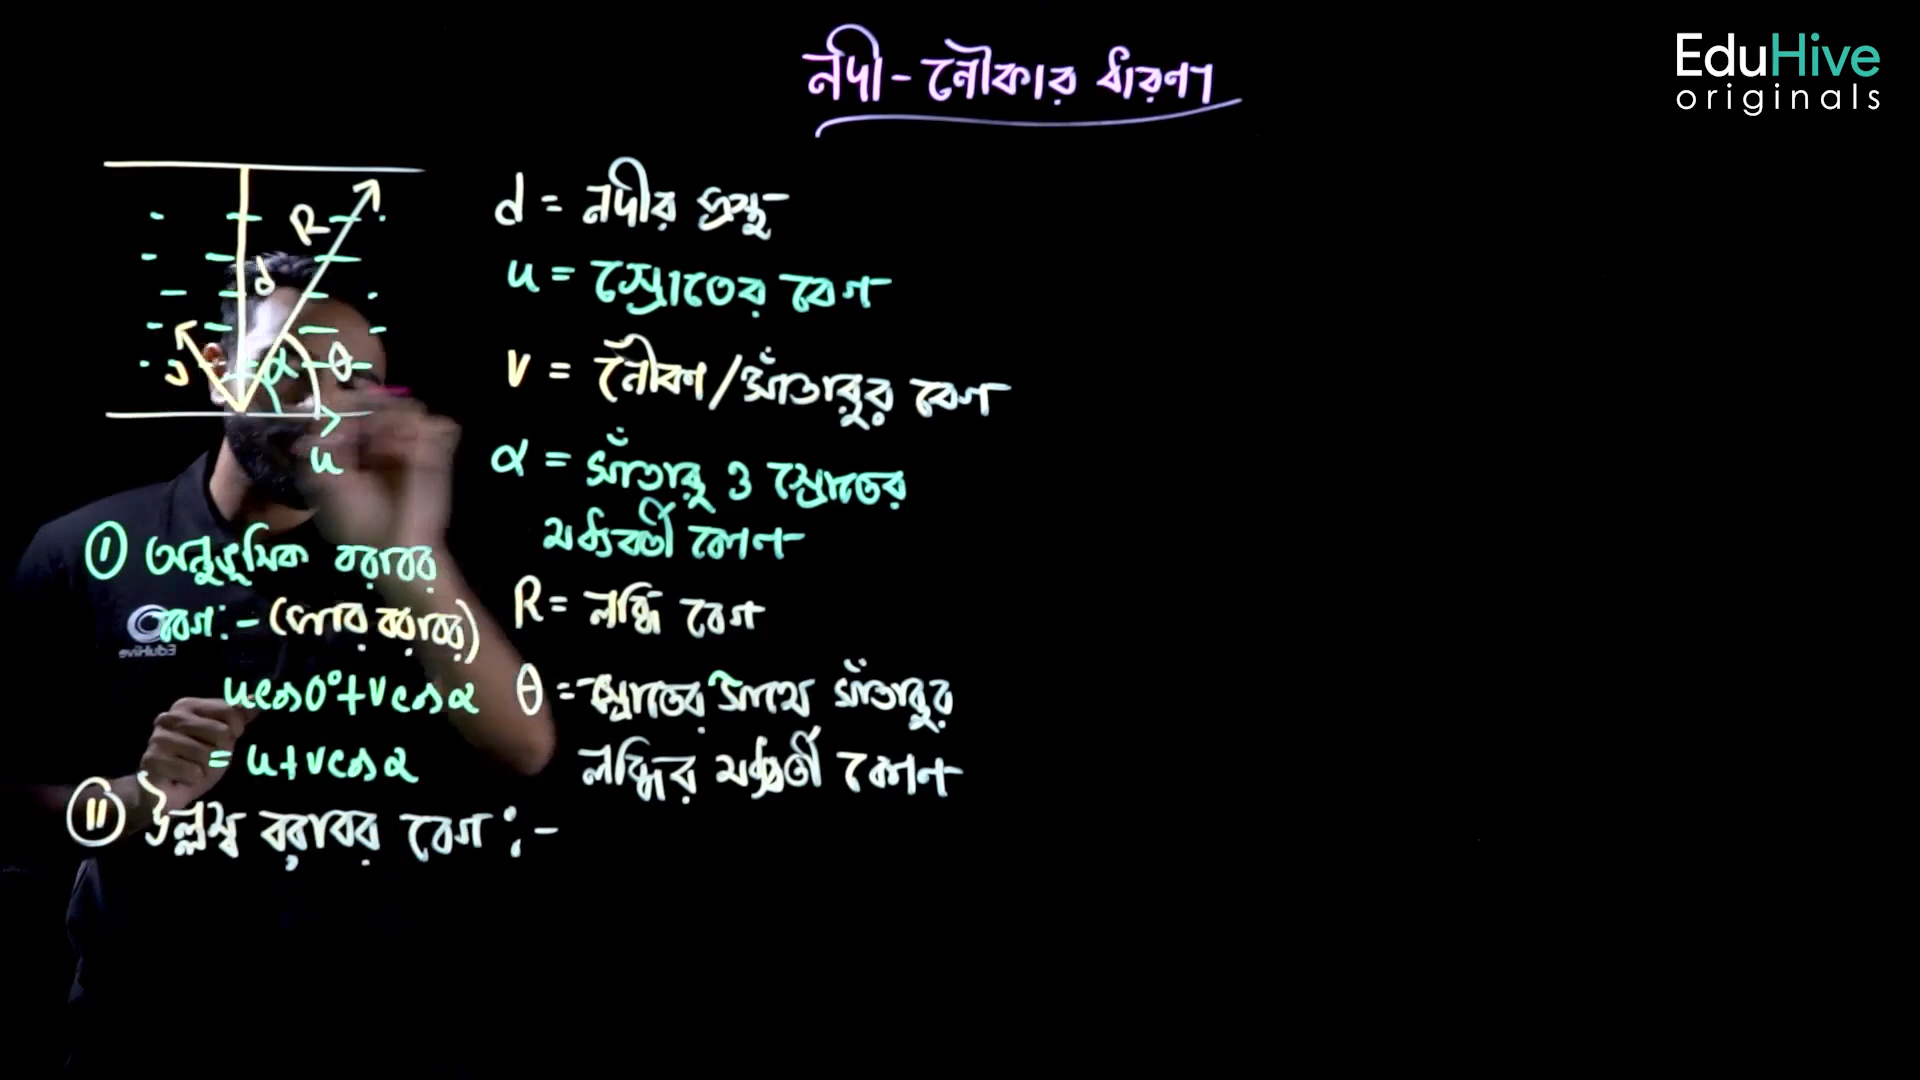 নদী - নৌকার ধারণা
EduHive
originals
R
d
v
α
θ
u
d = নদীর প্রস্থ
u = স্রোতের বেগ
v = নৌকা/সাঁতারুর বেগ
α = সাঁতারু ও স্রোতের
মধ্যবর্তী কোণ
R = লব্ধি বেগ
θ = স্রোতের সাথে সাঁতারুর
লব্ধির মধ্যবর্তী কোণ
(I) অনুভূমিক বরাবর
বেগ:- (পার বরাবর)
ucos0°+vcosα
= u+vcosα
(II) উল্লম্ব বরাবর বেগ :-
EduHive